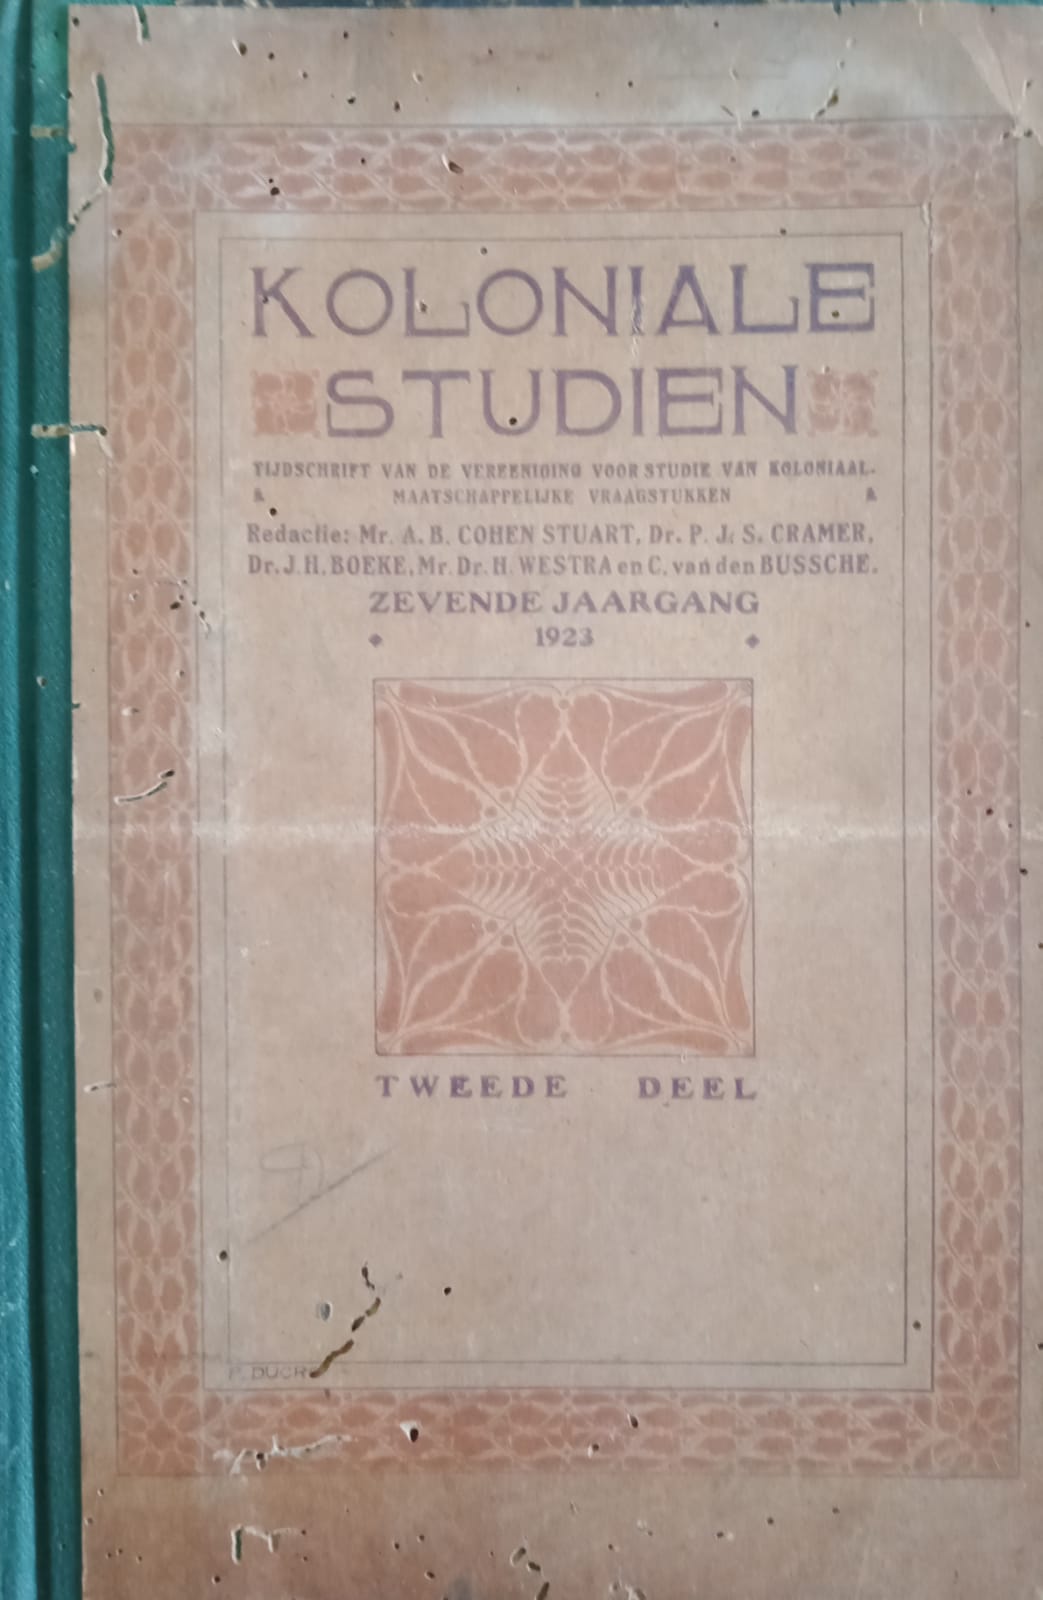 KOLONIALE
STUDIEN
TIJDSCHRIFT VAN DE VEREENIGING VOOR STUDIE VAN KOLONIAAL-
& MAATSCHAPPELIJKE VRAAGSTUKKEN &
Redactie: Mr. A. B. COHEN STUART, Dr. P. J. S. CRAMER,
Dr. J. H. BOEKE, Mr. Dr. H. WESTRA en C. van den BUSSCHE.
ZEVENDE JAARGANG
1923
TWEEDE DEEL